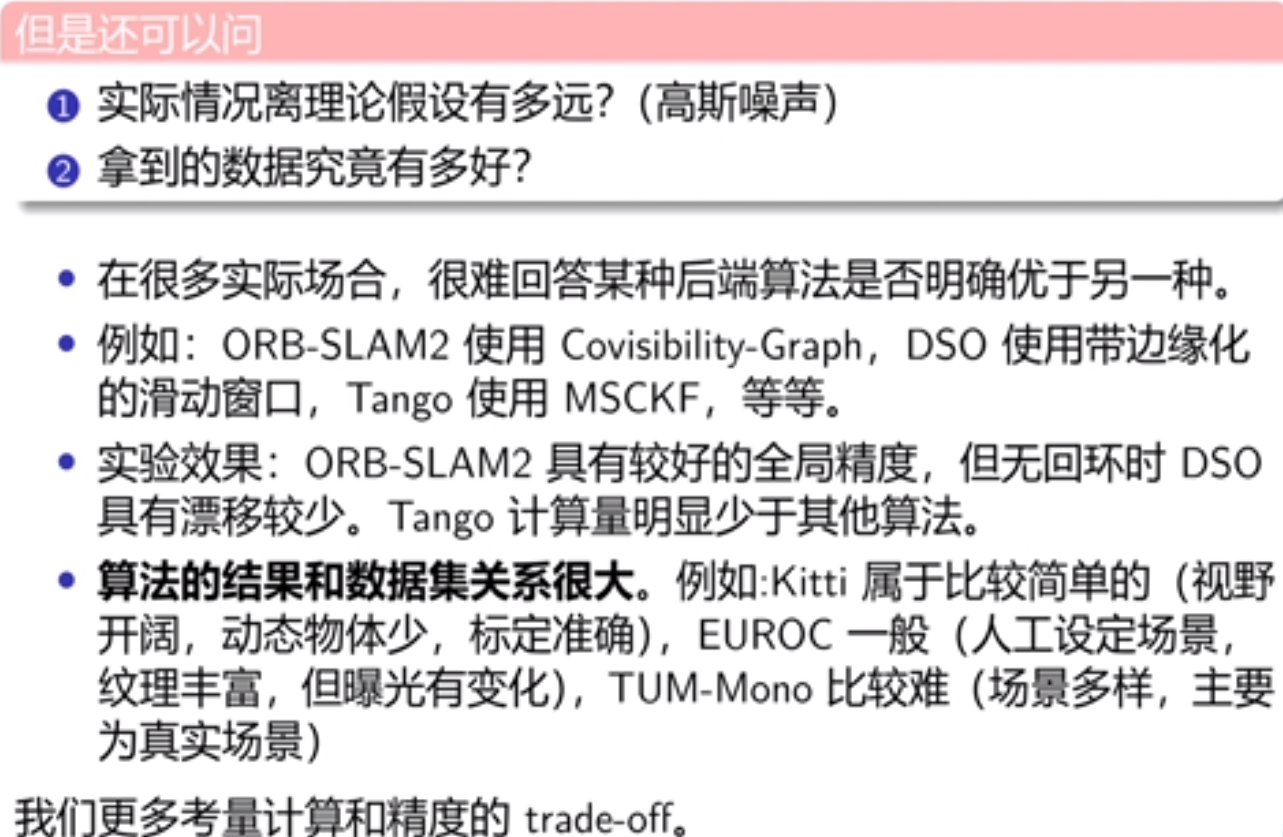 但是还可以问
1 实际情况离理论假设有多远？(高斯噪声)
2 拿到的数据究竟有多好？
• 在很多实际场合，很难回答某种后端算法是否明确优于另一种。
• 例如：ORB-SLAM2 使用 Covisibility-Graph，DSO 使用带边缘化
的滑动窗口，Tango 使用 MSCKF，等等。
• 实验效果：ORB-SLAM2 具有较好的全局精度，但无回环时 DSO
具有漂移较少。Tango 计算量明显少于其他算法。
• 算法的结果和数据集关系很大。例如:Kitti 属于比较简单的（视野
开阔，动态物体少，标定准确），EUROC 一般（人工设定场景，
纹理丰富，但曝光有变化），TUM-Mono 比较难（场景多样，主要
为真实场景）
我们更多考量计算和精度的 trade-off。